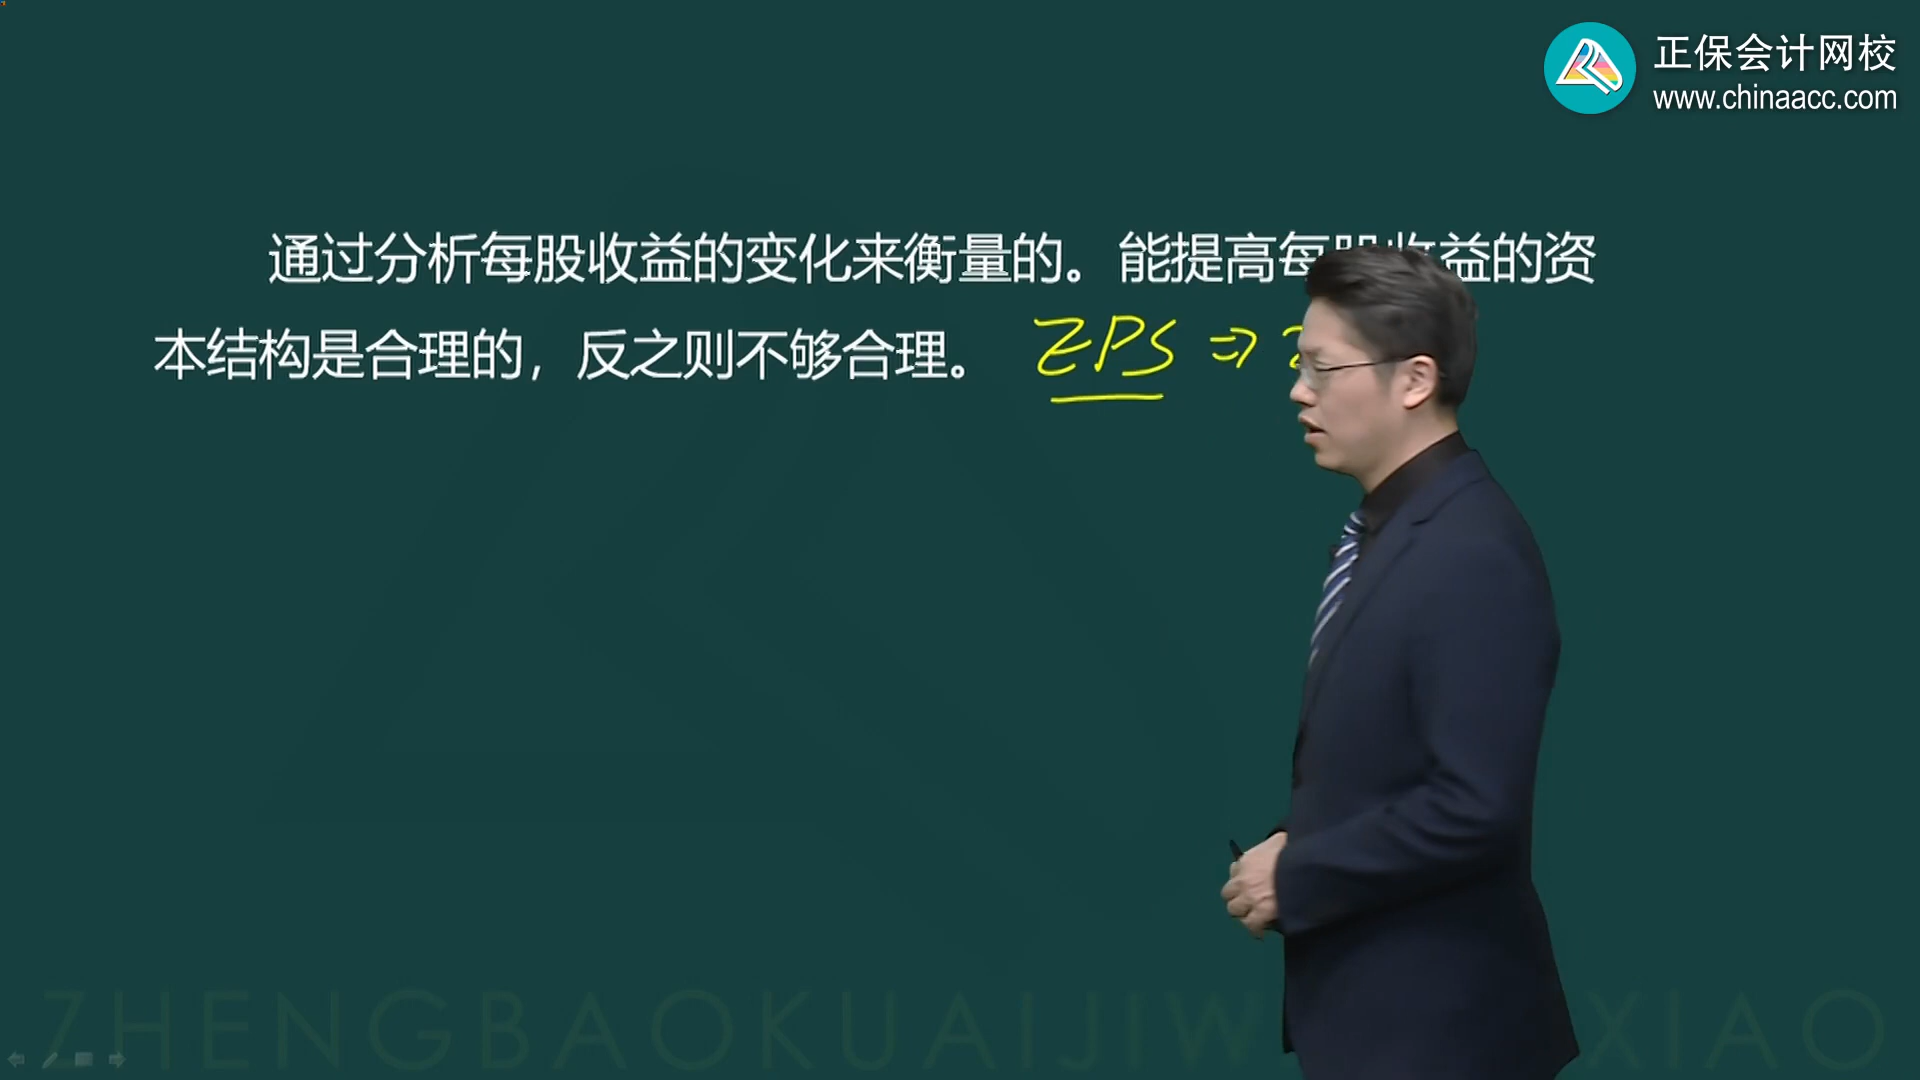 正保会计网校
www.chinaacc.com
通过分析每股收益的变化来衡量的。能提高每股收益的资
本结构是合理的，反之则不够合理。 EPS ⇒
ZHENGBAOKUAIJIW XIAO